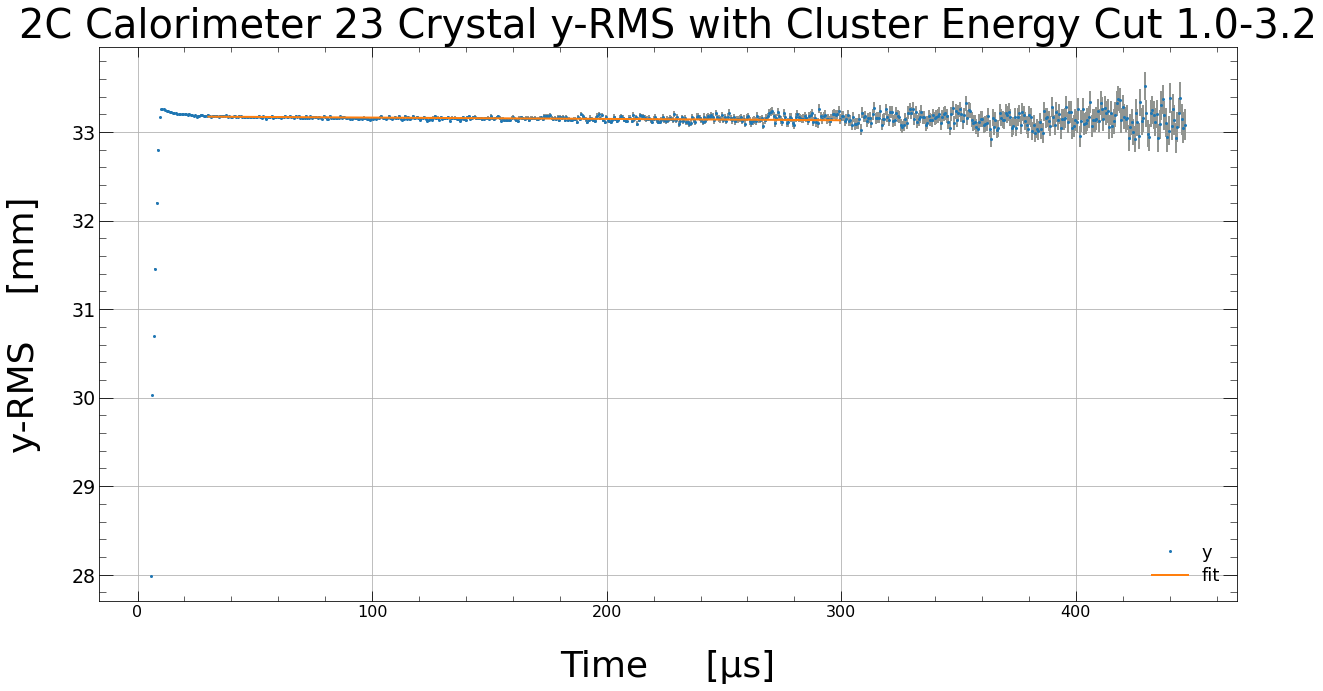 2C Calorimeter 23 Crystal y-RMS with Cluster Energy Cut 1.0-3.2
y-RMS [mm]
33
32
31
30
29
28
y
fit
0 100 200 300 400
Time [µs]